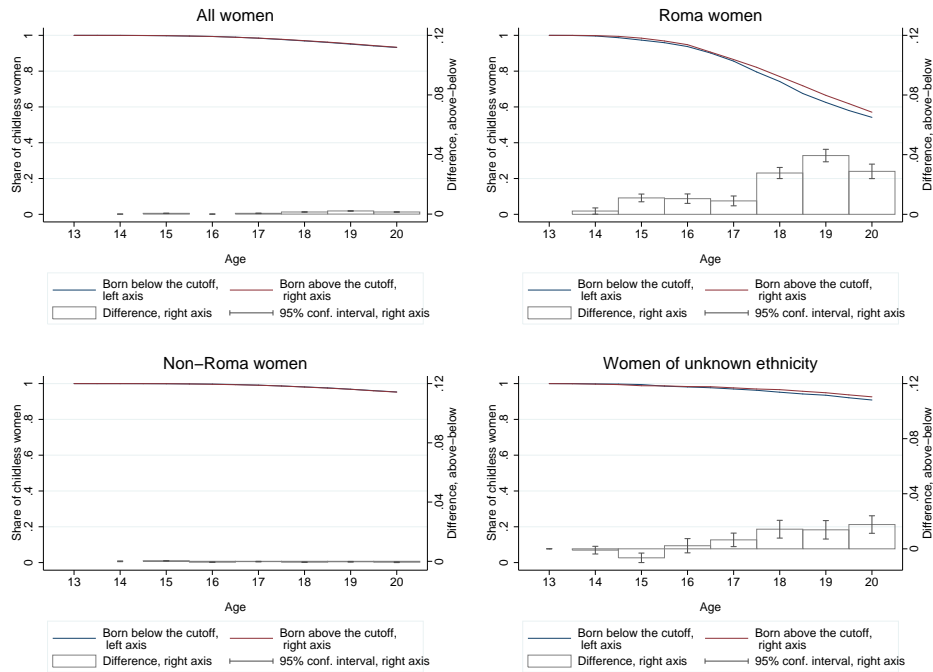 All women
Share of childless women
0 .2 .4 .6 .8 1
0 .04 .08 .12
Difference, above−below
13 14 15 16 17 18 19 20
Age
Born below the cutoff,
left axis
Born above the cutoff,
right axis
Difference, right axis
95% conf. interval, right axis
Roma women
Share of childless women
0 .2 .4 .6 .8 1
0 .04 .08 .12
Difference, above−below
13 14 15 16 17 18 19 20
Age
Born below the cutoff,
left axis
Born above the cutoff,
right axis
Difference, right axis
95% conf. interval, right axis
Non−Roma women
Share of childless women
0 .2 .4 .6 .8 1
0 .04 .08 .12
Difference, above−below
13 14 15 16 17 18 19 20
Age
Born below the cutoff,
left axis
Born above the cutoff,
right axis
Difference, right axis
95% conf. interval, right axis
Women of unknown ethnicity
Share of childless women
0 .2 .4 .6 .8 1
0 .04 .08 .12
Difference, above−below
13 14 15 16 17 18 19 20
Age
Born below the cutoff,
left axis
Born above the cutoff,
right axis
Difference, right axis
95% conf. interval, right axis